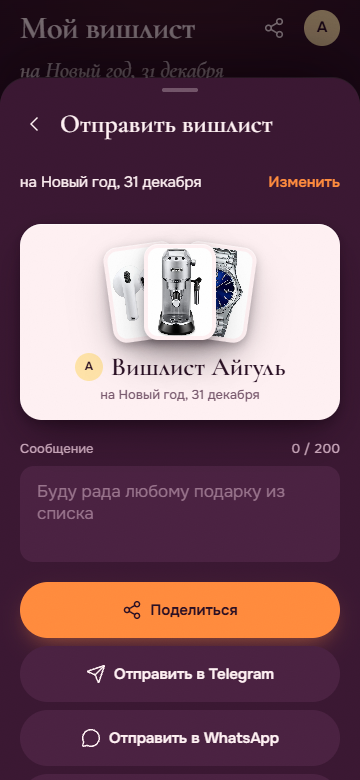 Мой вишлист
А
на Новый год, 31 декабря
Отправить вишлист
на Новый год, 31 декабря
Изменить
А
Вишлист Айгуль
на Новый год, 31 декабря
Сообщение
0 / 200
Буду рада любому подарку из
списка
Поделиться
Отправить в Telegram
Отправить в WhatsApp